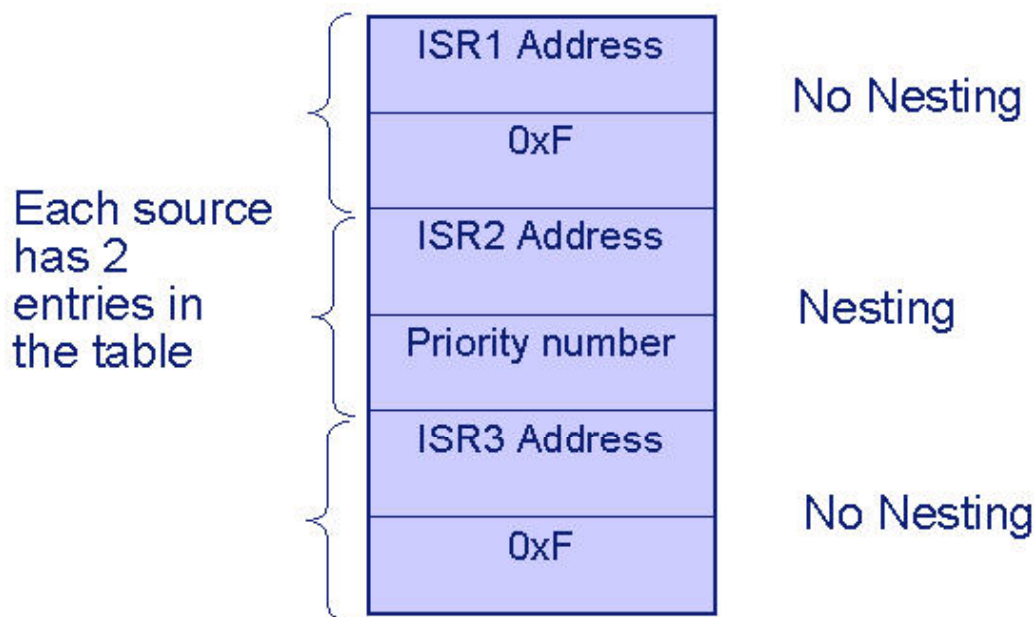 Each source
has 2
entries in
the table
ISR1 Address
0xF
ISR2 Address
Priority number
ISR3 Address
0xF
No Nesting
Nesting
No Nesting